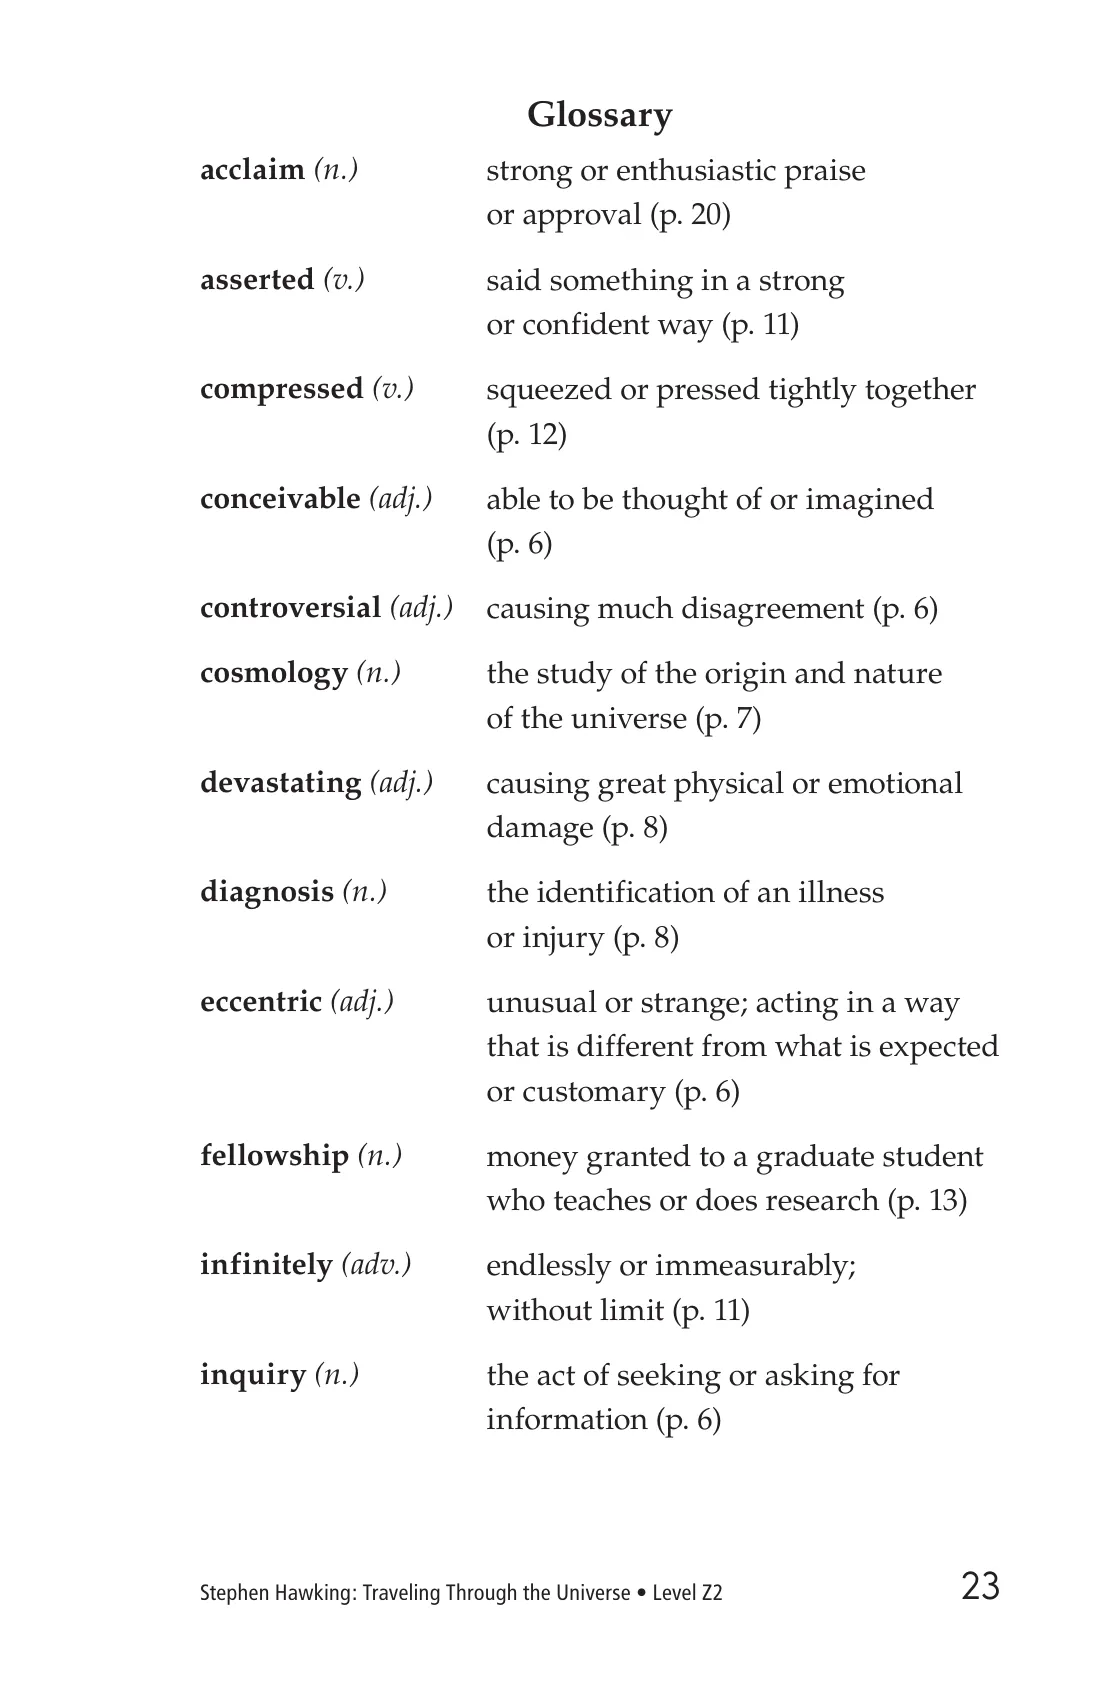 Glossary
acclaim (n.) strong or enthusiastic praise
or approval (p. 20)
asserted (v.) said something in a strong
or confident way (p. 11)
compressed (v.) squeezed or pressed tightly together
(p. 12)
conceivable (adj.) able to be thought of or imagined
(p. 6)
controversial (adj.) causing much disagreement (p. 6)
cosmology (n.) the study of the origin and nature
of the universe (p. 7)
devastating (adj.) causing great physical or emotional
damage (p. 8)
diagnosis (n.) the identification of an illness
or injury (p. 8)
eccentric (adj.) unusual or strange; acting in a way
that is different from what is expected
or customary (p. 6)
fellowship (n.) money granted to a graduate student
who teaches or does research (p. 13)
infinitely (adv.) endlessly or immeasurably;
without limit (p. 11)
inquiry (n.) the act of seeking or asking for
information (p. 6)
Stephen Hawking: Traveling Through the Universe • Level Z2 23